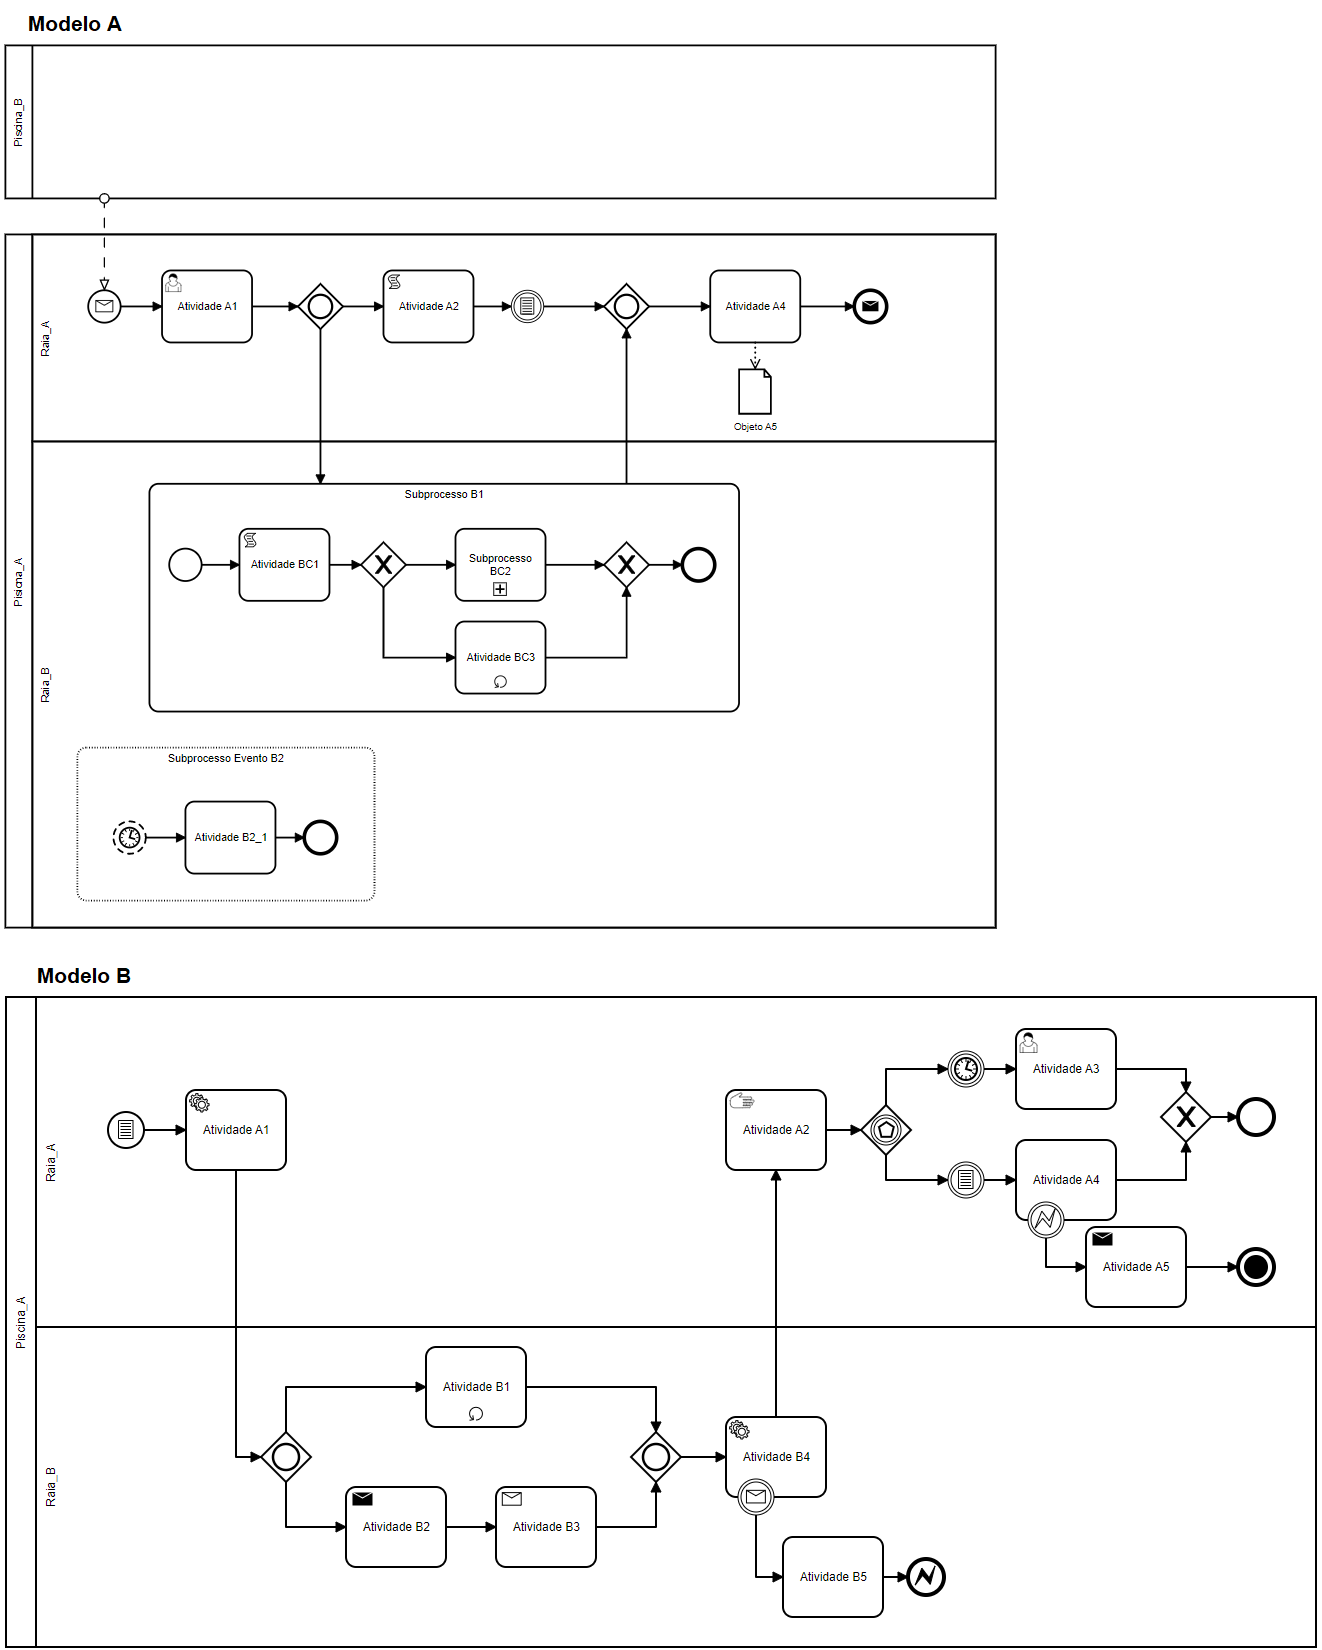 Modelo A
Piscina_B
Piscina_A
Raia_A
Atividade A1
Atividade A2
Atividade A4
Objeto A5
Raia_B
Subprocesso B1
Atividade BC1
Subprocesso
BC2
Atividade BC3
Subprocesso Evento B2
Atividade B2_1
Modelo B
Piscina_A
Raia_A
Atividade A1
Atividade A2
Atividade A3
Atividade A4
Atividade A5
Raia_B
Atividade B1
Atividade B2
Atividade B3
Atividade B4
Atividade B5